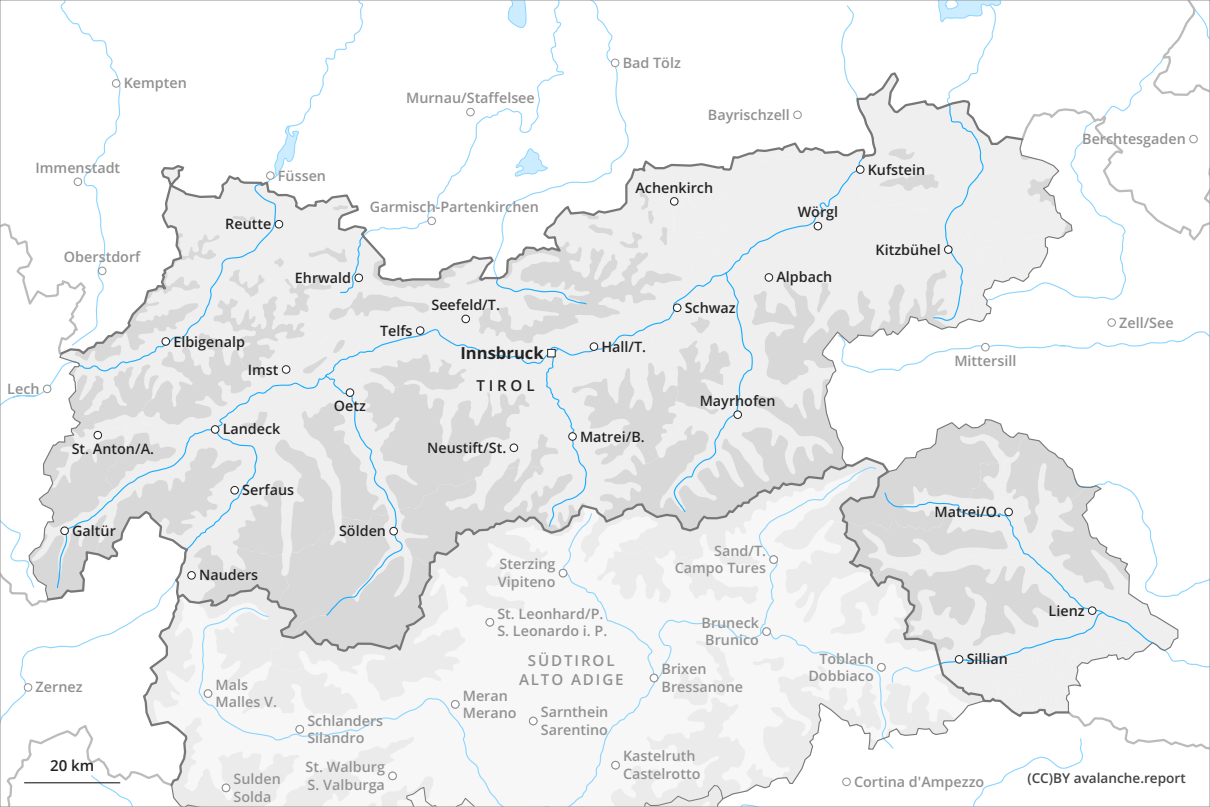 Bad Tölz
Kempten
Murnau/Staffelsee
Bayrischzell
Berchtesgaden
Immenstadt
Füssen
Kufstein
Achenkirch
Garmisch-Partenkirchen
Wörgl
Reutte
Kitzbühel
Oberstdorf
Ehrwald
Alpbach
Seefeld/T.
Schwaz
Zell/See
Telfs
Elbigenalp
Hall/T.
Innsbruck
Mittersill
Imst
TIROL
Lech
Oetz
Mayrhofen
Landeck
Matrei/B.
St. Anton/A.
Neustift/St.
Serfaus
Matrei/O.
Galtür
Sölden
Sand/T.
Campo Tures
Sterzing
Vipiteno
Nauders
Lienz
St. Leonhard/P.
S. Leonardo i. P.
Bruneck
Brunico
SÜDTIROL
ALTO ADIGE
Toblach
Dobbiaco
Sillian
Brixen
Bressanone
Zernez
Mals
Malles V.
Meran
Merano
Sarnthein
Sarentino
Schlanders
Silandro
Kastelruth
Castelrotto
20 km
St. Walburg
S. Valburga
Sulden
Solda
Cortina d'Ampezzo
(CC)BY avalanche.report